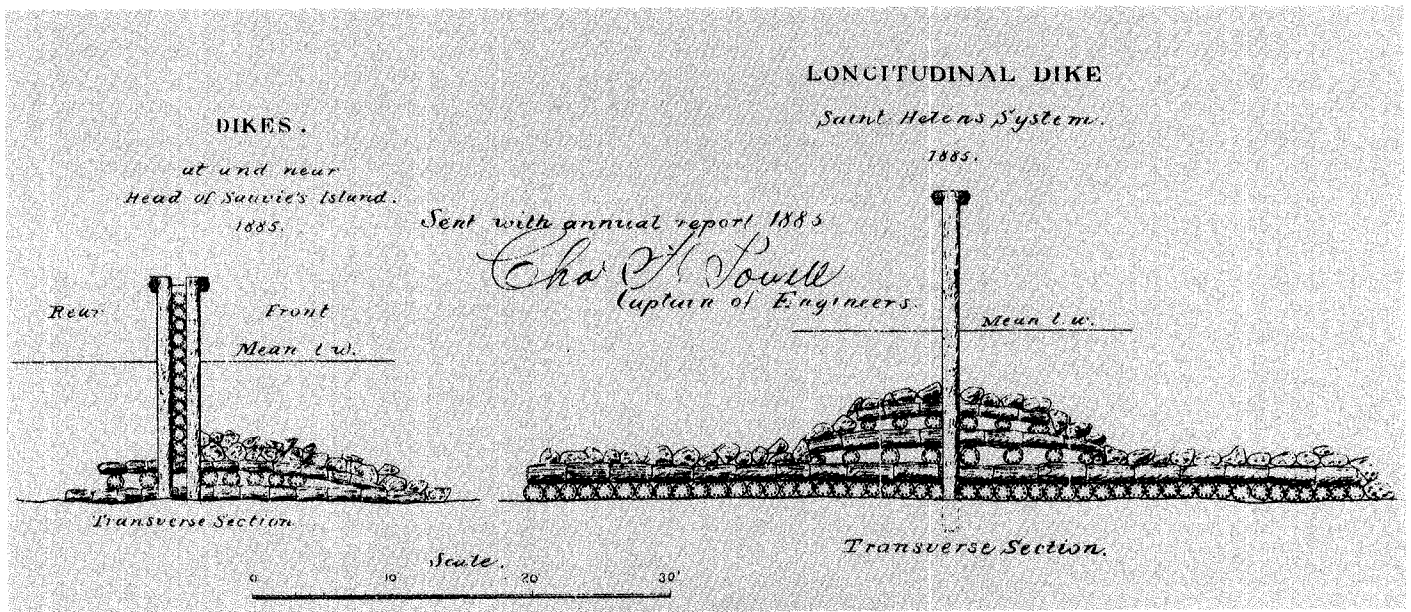 DIKES.
at and near
Head of Sauvie's Island.
1885.
Rear
Front
Mean l.w.
Transverse Section
Sent with annual report 1885
Cha F Powell
Captain of Engineers.
LONGITUDINAL DIKE
Saint Helens System.
1885.
Mean l.w.
Transverse Section.
Scale.
0 10 20 30'